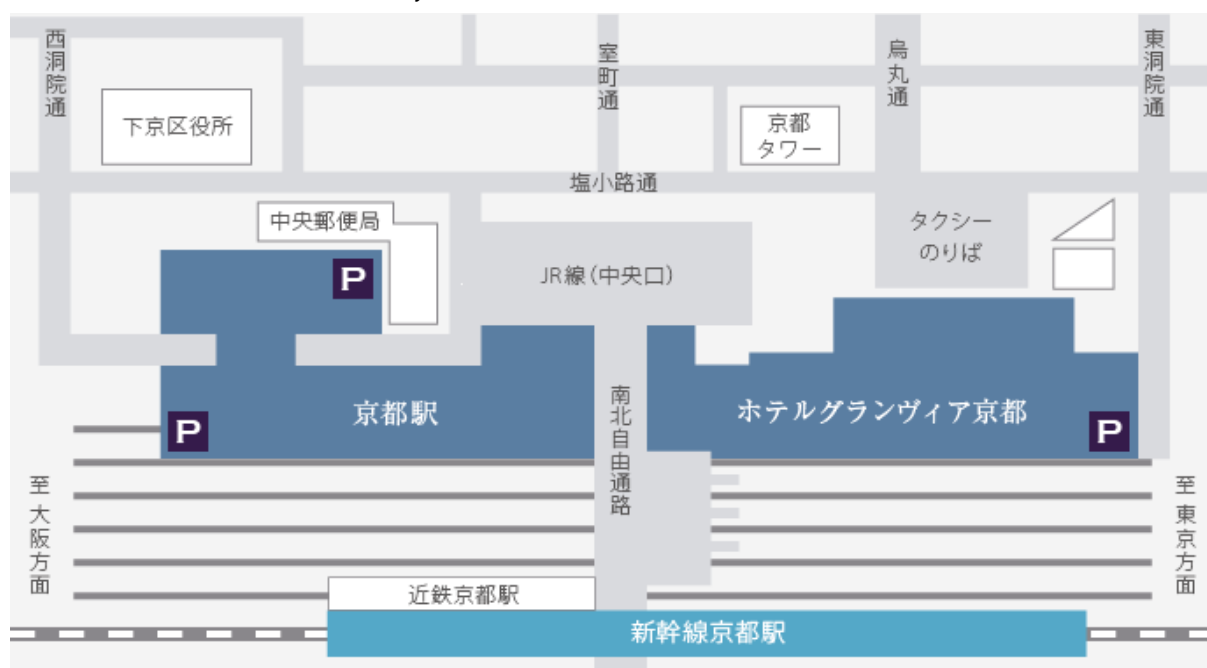 西洞院通
室町通
烏丸通
東洞院通
下京区役所
京都
タワー
塩小路通
中央郵便局
タクシー
のりば
P
JR線(中央口)
京都駅
南北自由通路
ホテルグランヴィア京都
P
P
至 大阪方面
至 東京方面
近鉄京都駅
新幹線京都駅